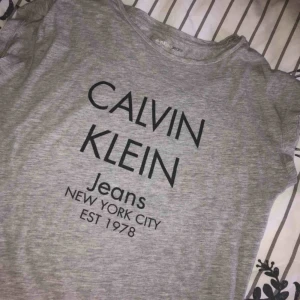 CALVIN
KLEIN
Jeans
NEW YORK CITY
EST 1978